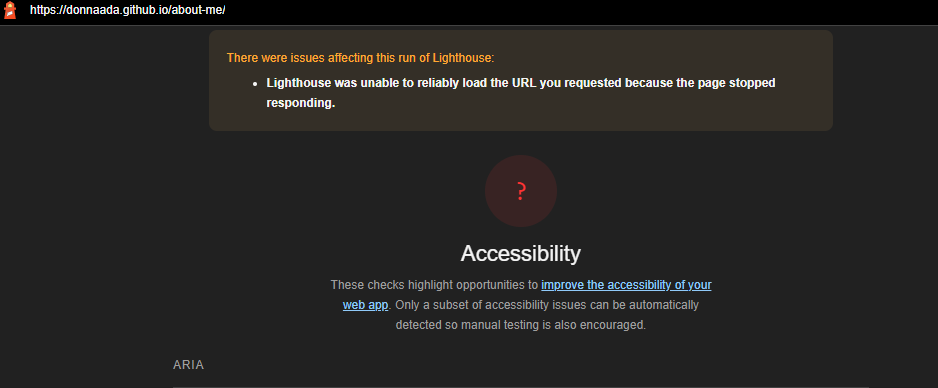 https://donnaada.github.io/about-me/
There were issues affecting this run of Lighthouse:
• Lighthouse was unable to reliably load the URL you requested because the page stopped
responding.
?
Accessibility
These checks highlight opportunities to improve the accessibility of your
web app. Only a subset of accessibility issues can be automatically
detected so manual testing is also encouraged.
ARIA